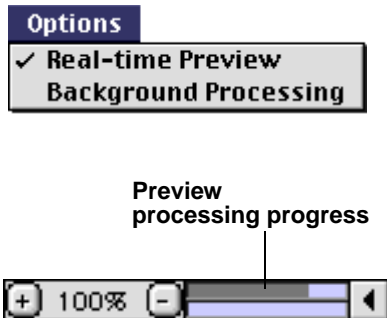 Options
✓ Real-time Preview
Background Processing
Preview
processing progress
+ 100% -